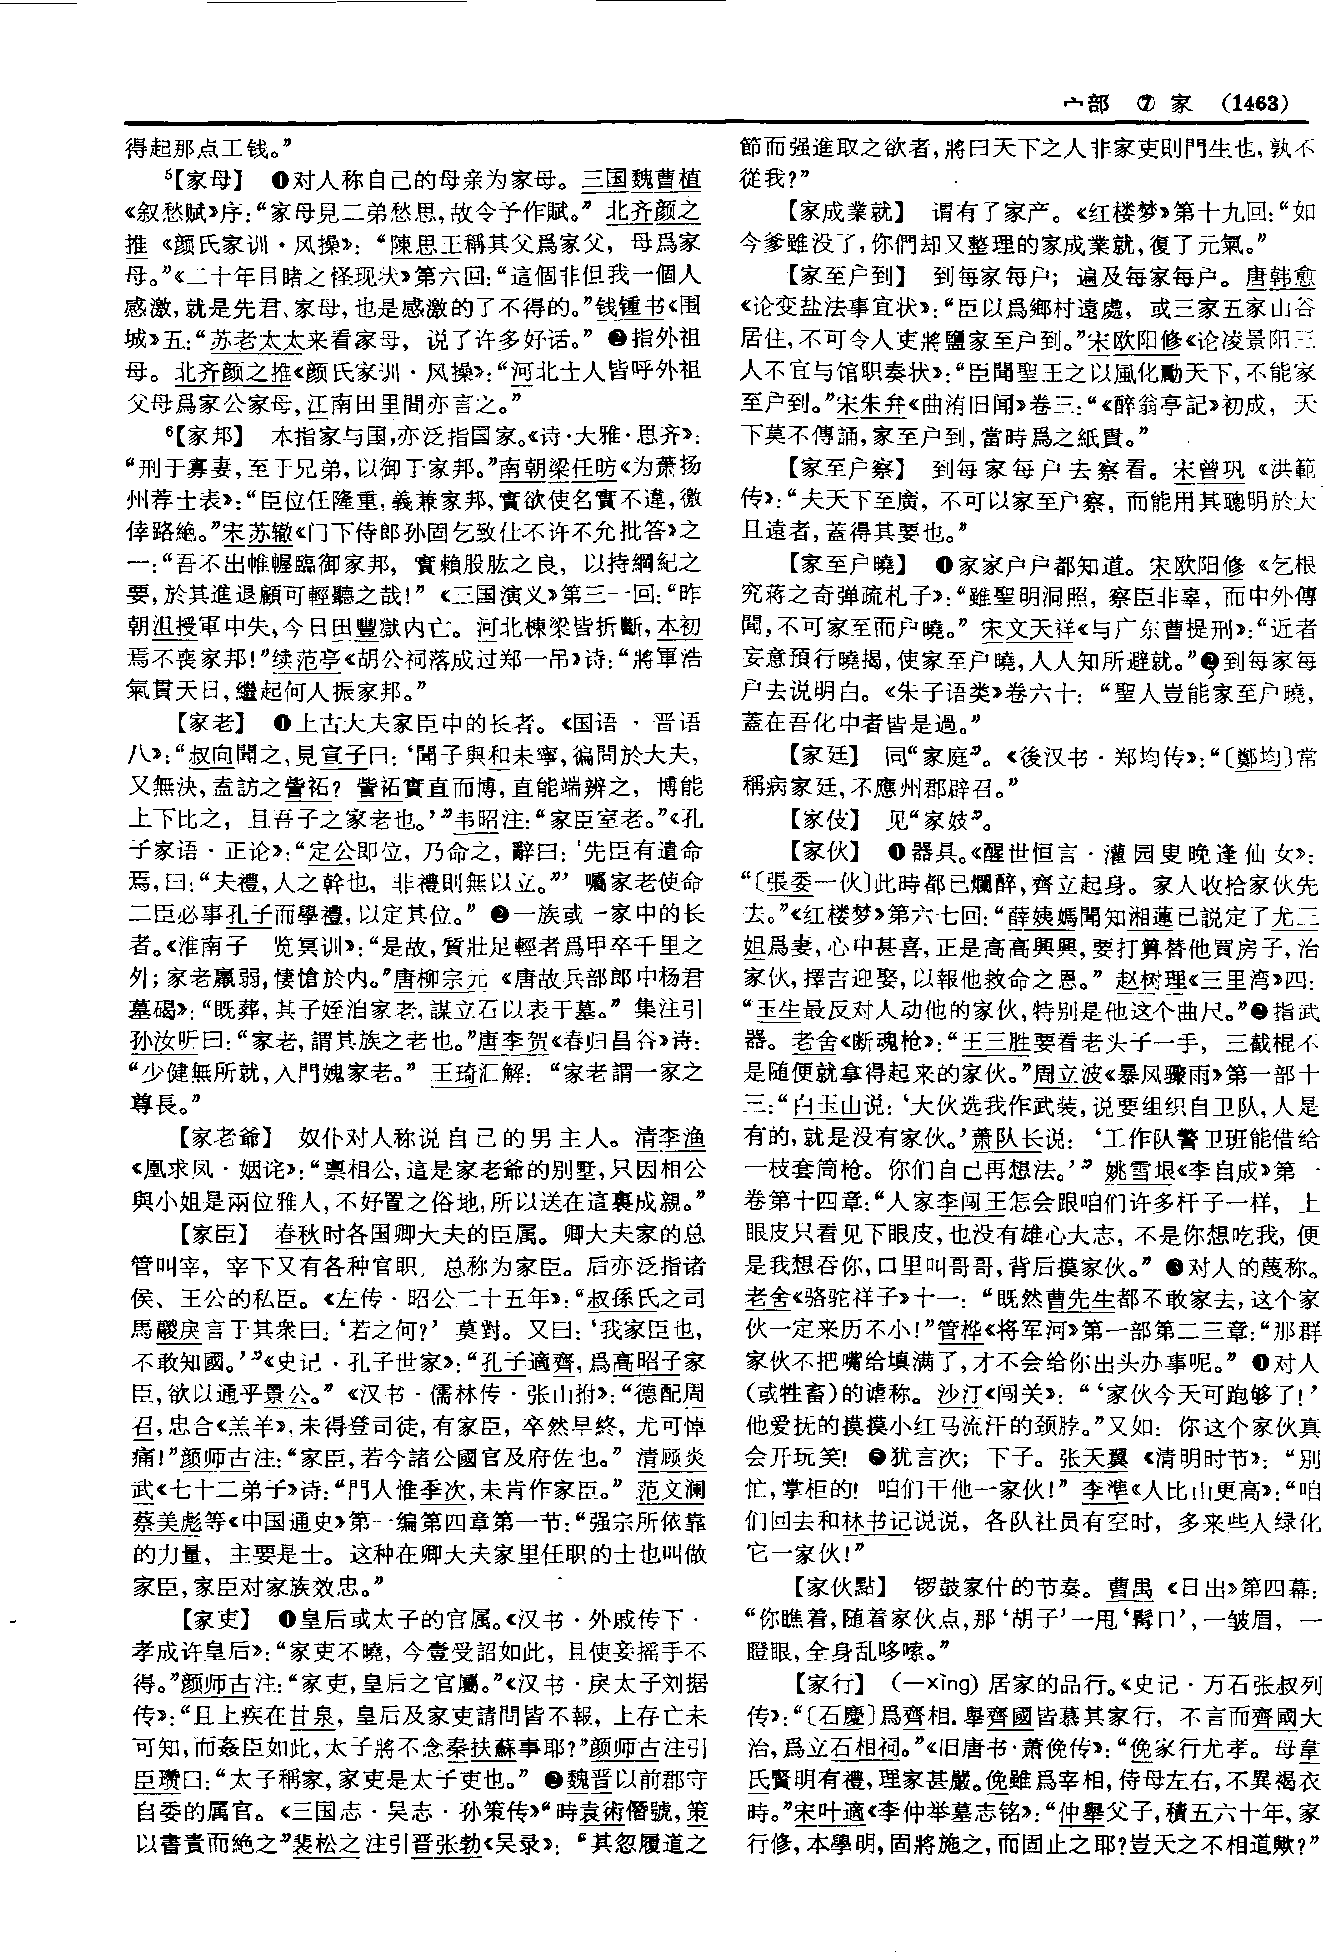 宀部 ⑦ 家 (1463)
得起那点工钱。”
⁵【家母】 ❶对人称自己的母亲为家母。三国魏曹植
《叙愁赋》序：“家母見二弟愁思，故令予作賦。” 北齐颜之
推《颜氏家训·风操》：“陳思王稱其父爲家父，母爲家
母。”《二十年目睹之怪现状》第六回：“這個非但我一個人
感激，就是先君、家母，也是感激的了不得的。”钱锺书《围
城》五：“苏老太太来看家母，说了许多好话。” ❷指外祖
母。北齐颜之推《颜氏家训·风操》：“河北士人皆呼外祖
父母爲家公家母，江南田里間亦言之。”
⁶【家邦】 本指家与国，亦泛指国家。《诗·大雅·思齐》：
“刑于寡妻，至于兄弟，以御于家邦。”南朝梁任昉《为萧扬
州荐士表》：“臣位任隆重，義兼家邦，實欲使名實不違，徼
倖路絶。”宋苏辙《门下侍郎孙固乞致仕不许不允批答》之
一：“吾不出帷幄臨御家邦，實賴股肱之良，以持綱紀之
要，於其進退顧可輕聽之哉！”《三国演义》第三一回：“昨
朝沮授軍中失，今日田豐獄内亡。河北棟梁皆折斷，本初
焉不喪家邦！”续范亭《胡公祠落成过郑一吊》诗：“將軍浩
氣貫天日，繼起何人振家邦。”
【家老】 ❶上古大夫家臣中的长者。《国语·晋语
八》：“叔向聞之，見宣子曰：‘聞子與和未寧，徧問於大夫，
又無決，盍訪之訾祏？訾祏實直而博，直能端辨之，博能
上下比之，且吾子之家老也。’”韦昭注：“家臣室老。”《孔
子家语·正论》：“定公即位，乃命之，辭曰：‘先臣有遺命
焉，曰：“夫禮，人之幹也，非禮則無以立。”’囑家老使命
二臣必事孔子而學禮，以定其位。” ❷一族或一家中的长
者。《淮南子 览冥训》：“是故，質壯足輕者爲甲卒千里之
外；家老羸弱，悽愴於内。”唐柳宗元《唐故兵部郎中杨君
墓碣》：“既葬，其子姪洎家老，謀立石以表于墓。”集注引
孙汝听曰：“家老，謂其族之老也。”唐李贺《春归昌谷》诗：
“少健無所就，入門媿家老。”王琦汇解：“家老謂一家之
尊長。”
【家老爺】 奴仆对人称说自己的男主人。清李渔
《凰求凤·姻诧》：“禀相公，這是家老爺的别墅，只因相公
與小姐是兩位雅人，不好置之俗地，所以送在這裏成親。”
【家臣】 春秋时各国卿大夫的臣属。卿大夫家的总
管叫宰，宰下又有各种官职，总称为家臣。后亦泛指诸
侯、王公的私臣。《左传·昭公二十五年》：“叔孫氏之司
馬鬷戾言于其衆曰：‘若之何？’莫對。又曰：‘我家臣也，
不敢知國。’”《史记·孔子世家》：“孔子適齊，爲高昭子家
臣，欲以通乎景公。”《汉书·儒林传·张山拊》：“德配周
召，忠合《羔羊》，未得登司徒，有家臣，卒然早終，尤可悼
痛！”颜师古注：“家臣，若今諸公國官及府佐也。”清顾炎
武《七十二弟子》诗：“門人惟季次，未肯作家臣。”范文澜
蔡美彪等《中国通史》第一编第四章第一节：“强宗所依靠
的力量，主要是士。这种在卿大夫家里任职的士也叫做
家臣，家臣对家族效忠。”
【家吏】 ❶皇后或太子的官属。《汉书·外戚传下·
孝成许皇后》：“家吏不曉，今壹受詔如此，且使妾摇手不
得。”颜师古注：“家吏，皇后之官屬。”《汉书·戾太子刘据
传》：“且上疾在甘泉，皇后及家吏請問皆不報，上存亡未
可知，而姦臣如此，太子將不念秦扶蘇事耶？”颜师古注引
臣瓒曰：“太子稱家，家吏是太子吏也。” ❷魏晋以前郡守
自委的属官。《三国志·吴志·孙策传》“時袁術僭號，策
以書責而絶之”裴松之注引晋张勃《吴录》：“其忽履道之
節而强進取之欲者，將曰天下之人非家吏則門生也，孰不
從我？”
【家成業就】 谓有了家产。《红楼梦》第十九回：“如
今爹雖没了，你們却又整理的家成業就，復了元氣。”
【家至户到】 到每家每户；遍及每家每户。唐韩愈
《论变盐法事宜状》：“臣以爲鄉村遠處，或三家五家山谷
居住，不可令人吏將鹽家至户到。”宋欧阳修《论凌景阳三
人不宜与馆职奏状》：“臣聞聖王之以風化勵天下，不能家
至户到。”宋朱弁《曲洧旧闻》卷三：“《醉翁亭記》初成，天
下莫不傳誦，家至户到，當時爲之紙貴。”
【家至户察】 到每家每户去察看。宋曾巩《洪範
传》：“夫天下至廣，不可以家至户察，而能用其聰明於大
且遠者，蓋得其要也。”
【家至户曉】 ❶家家户户都知道。宋欧阳修《乞根
究蒋之奇弹疏札子》：“雖聖明洞照，察臣非辜，而中外傳
聞，不可家至而户曉。”宋文天祥《与广东曹提刑》：“近者
妄意預行曉揭，使家至户曉，人人知所避就。”❷到每家每
户去说明白。《朱子语类》卷六十：“聖人豈能家至户曉，
蓋在吾化中者皆是過。”
【家廷】 同“家庭”。《後汉书·郑均传》：“〔鄭均〕常
稱病家廷，不應州郡辟召。”
【家伎】 见“家妓”。
【家伙】 ❶器具。《醒世恒言·灌园叟晚逢仙女》：
“〔張委一伙〕此時都已爛醉，齊立起身。家人收拾家伙先
去。”《红楼梦》第六七回：“薛姨媽聞知湘蓮已説定了尤三
姐爲妻，心中甚喜，正是高高興興，要打算替他買房子，治
家伙，擇吉迎娶，以報他救命之恩。”赵树理《三里湾》四：
“玉生最反对人动他的家伙，特别是他这个曲尺。”❷指武
器。老舍《断魂枪》：“王三胜要看老头子一手，三截棍不
是随便就拿得起来的家伙。”周立波《暴风骤雨》第一部十
三：“白玉山说：‘大伙选我作武装，说要组织自卫队，人是
有的，就是没有家伙。’萧队长说：‘工作队警卫班能借给
一枝套筒枪。你们自己再想法。’”姚雪垠《李自成》第一
卷第十四章：“人家李闯王怎会跟咱们许多杆子一样，上
眼皮只看见下眼皮，也没有雄心大志，不是你想吃我，便
是我想吞你，口里叫哥哥，背后摸家伙。” ❸对人的蔑称。
老舍《骆驼祥子》十一：“既然曹先生都不敢家去，这个家
伙一定来历不小！”管桦《将军河》第一部第二三章：“那群
家伙不把嘴给填满了，才不会给你出头办事呢。” ❹对人
（或牲畜）的谑称。沙汀《闯关》：“‘家伙今天可跑够了！’
他爱抚的摸摸小红马流汗的颈脖。”又如：你这个家伙真
会开玩笑！ ❺犹言次；下子。张天翼《清明时节》：“别
忙，掌柜的！咱们干他一家伙！”李準《人比山更高》：“咱
们回去和林书记说说，各队社员有空时，多来些人绿化
它一家伙！”
【家伙點】 锣鼓家什的节奏。曹禺《日出》第四幕：
“你瞧着，随着家伙点，那‘胡子’一甩‘髯口’，一皱眉，一
瞪眼，全身乱哆嗦。”
【家行】 （—xìng）居家的品行。《史记·万石张叔列
传》：“〔石慶〕爲齊相，舉齊國皆慕其家行，不言而齊國大
治，爲立石相祠。”《旧唐书·萧俛传》：“俛家行尤孝。母韋
氏賢明有禮，理家甚嚴。俛雖爲宰相，侍母左右，不異褐衣
時。”宋叶適《李仲举墓志铭》：“仲舉父子，積五六十年，家
行修，本學明，固將施之，而固止之耶？豈天之不相道歟？”